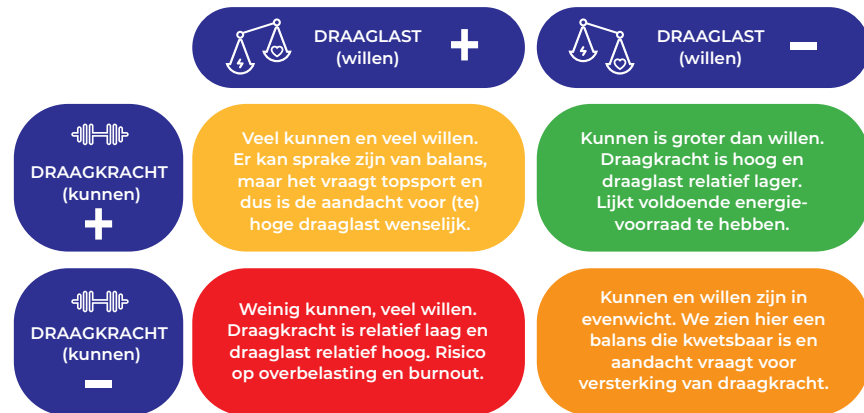 DRAAGLAST
(willen)
+
DRAAGLAST
(willen)
−
DRAAGKRACHT
(kunnen)
+
Veel kunnen en veel willen.
Er kan sprake zijn van balans,
maar het vraagt topsport en
dus is de aandacht voor (te)
hoge draaglast wenselijk.
Kunnen is groter dan willen.
Draagkracht is hoog en
draaglast relatief lager.
Lijkt voldoende energie-
voorraad te hebben.
DRAAGKRACHT
(kunnen)
−
Weinig kunnen, veel willen.
Draagkracht is relatief laag en
draaglast relatief hoog. Risico
op overbelasting en burnout.
Kunnen en willen zijn in
evenwicht. We zien hier een
balans die kwetsbaar is en
aandacht vraagt voor
versterking van draagkracht.